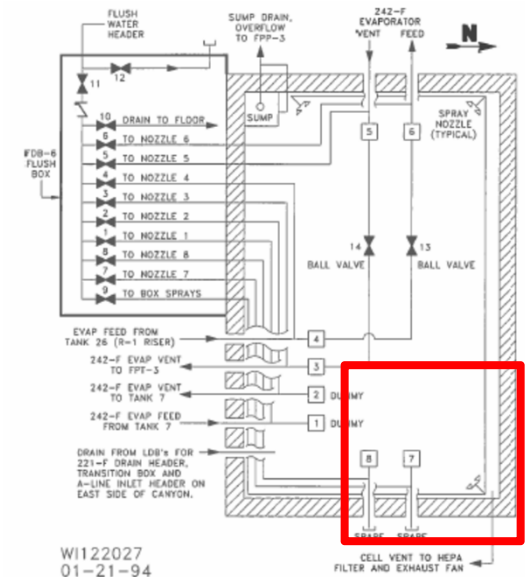 FLUSH
WATER
HEADER
SUMP DRAIN,
OVERFLOW
TO FPP-3
242-F
EVAPORATOR
VENT FEED
N
12
11
SUMP
SPRAY
NOZZLE
(TYPICAL)
10 DRAIN TO FLOOR
6 TO NOZZLE 6
5 TO NOZZLE 5
4 TO NOZZLE 4
3 TO NOZZLE 3
2 TO NOZZLE 2
1 TO NOZZLE 1
8 TO NOZZLE 8
7 TO NOZZLE 7
9 TO BOX SPRAYS
FDB-6
FLUSH
BOX
5 6
14 13
BALL VALVE BALL VALVE
EVAP FEED FROM
TANK 26 (R-1 RISER)
4
242-F EVAP VENT
TO FPT-3
3
242-F EVAP VENT
TO TANK 7
2 DUMMY
242-F EVAP FEED
FROM TANK 7
1 DUMMY
DRAIN FROM LDB's FOR
221-F DRAIN HEADER,
TRANSITION BOX AND
A-LINE INLET HEADER ON
EAST SIDE OF CANYON.
8 7
SPARE SPARE
CELL VENT TO HEPA
FILTER AND EXHAUST FAN
WI122027
01-21-94